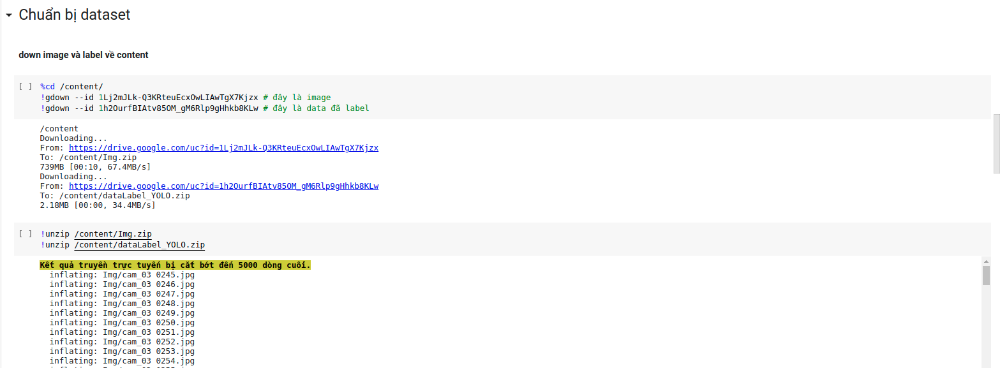 Chuẩn bị dataset
down image và label về content
[ ] %cd /content/
!gdown --id 1Lj2mJLk-Q3KRteuEcxOwLIAwTgX7Kjzx # đây là image
!gdown --id 1h2OurfBIAtv85OM_gM6Rlp9gHhkb8KLw # đây là data đã label
/content
Downloading...
From: https://drive.google.com/uc?id=1Lj2mJLk-Q3KRteuEcxOwLIAwTgX7Kjzx
To: /content/Img.zip
739MB [00:10, 67.4MB/s]
Downloading...
From: https://drive.google.com/uc?id=1h2OurfBIAtv85OM_gM6Rlp9gHhkb8KLw
To: /content/dataLabel_YOLO.zip
2.18MB [00:00, 34.4MB/s]
[ ] !unzip /content/Img.zip
!unzip /content/dataLabel_YOLO.zip
Kết quả truyền trực tuyến bị cắt bớt đến 5000 dòng cuối.
inflating: Img/cam_03 0245.jpg
inflating: Img/cam_03 0246.jpg
inflating: Img/cam_03 0247.jpg
inflating: Img/cam_03 0248.jpg
inflating: Img/cam_03 0249.jpg
inflating: Img/cam_03 0250.jpg
inflating: Img/cam_03 0251.jpg
inflating: Img/cam_03 0252.jpg
inflating: Img/cam_03 0253.jpg
inflating: Img/cam_03 0254.jpg